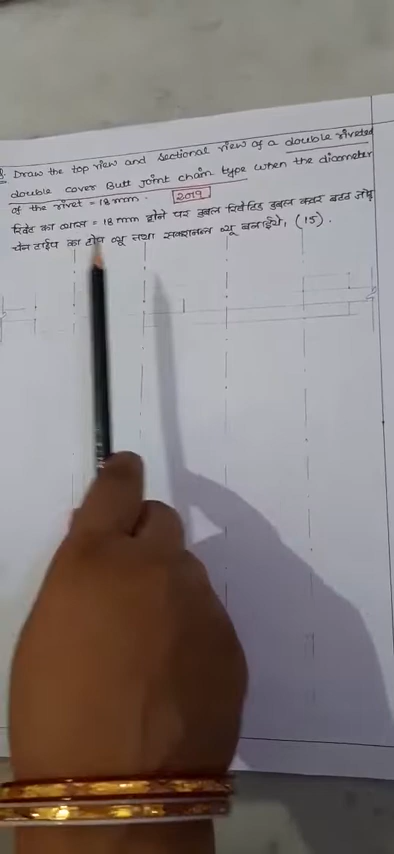 Draw the top view and sectional view of a double riveted
double cover Butt Joint chain type when the diameter
of the rivet = 18 mm. 2019
रिवेट का व्यास = 18 mm होने पर डबल रिवेटिड डबल कवर बटट जोड़
चेन टाईप का टोप व्यू तथा सैक्शनल व्यू बनाईये। (15).